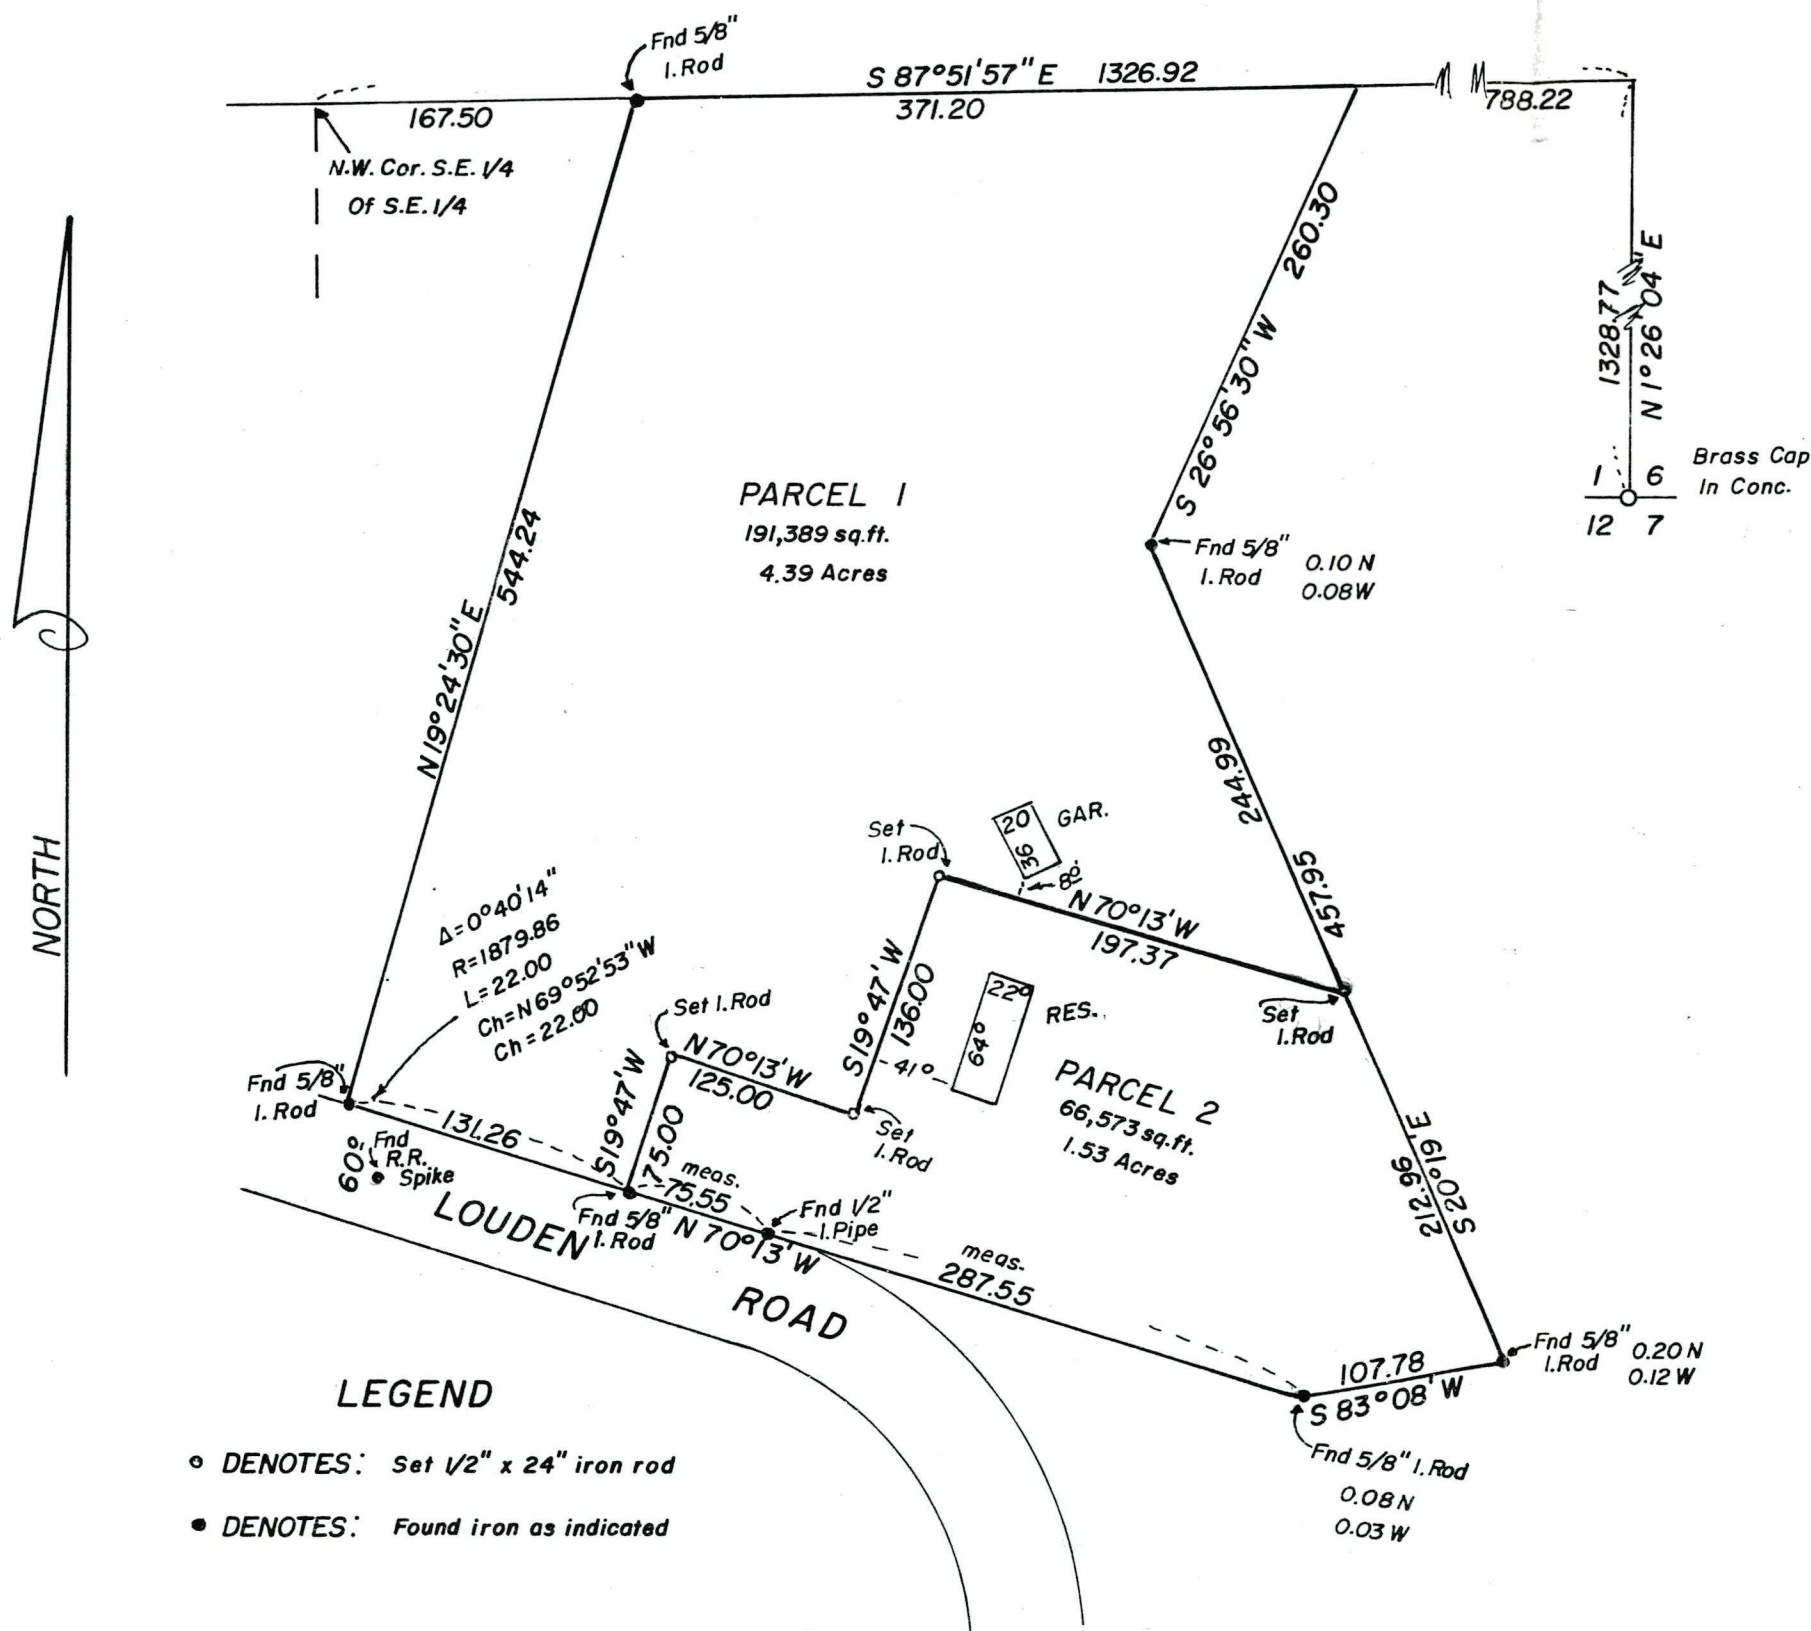 Fnd 5/8"
I. Rod
S 87°51'57" E 1326.92
167.50
371.20
788.22
N.W. Cor. S.E. 1/4
Of S.E. 1/4
260.30
S 26°56'30" W
1328.77
N 1°26'04" E
Brass Cap
In Conc.
1 6
12 7
PARCEL 1
191,389 sq.ft.
4.39 Acres
544.24
N 19°24'30" E
Fnd 5/8"
I. Rod
0.10 N
0.08 W
244.99
457.95
NORTH
Set
I. Rod
20
36
GAR.
8⁰
N 70°13' W
197.37
Δ=0°40'14"
R=1879.86
L=22.00
Ch=N 69°52'53" W
Ch=22.00
Set I. Rod
N 70°13' W
125.00
S 19°47' W
136.00
22⁰
64⁰
RES.
41⁰
Set
I. Rod
PARCEL 2
66,573 sq.ft.
1.53 Acres
Fnd 5/8"
I. Rod
131.26
S 19°47' W
75.00
Set
I. Rod
60'
Fnd
R.R.
Spike
meas.
75.55
Fnd 1/2"
I. Pipe
Fnd 5/8"
I. Rod
N 70°13' W
LOUDEN
ROAD
meas.
287.55
S 20°19' E
212.96
107.78
S 83°08' W
Fnd 5/8"
I. Rod
0.20 N
0.12 W
Fnd 5/8" I. Rod
0.08 N
0.03 W
LEGEND
DENOTES: Set 1/2" x 24" iron rod
DENOTES: Found iron as indicated